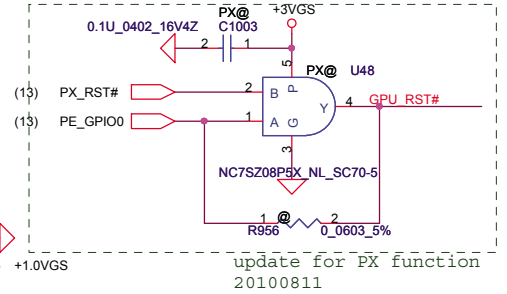 +3VGS
PX@
0.1U_0402_16V4Z C1003
2 1
5
PX@ U48
P
(13) PX_RST# 2 B
Y 4 GPU_RST#
(13) PE_GPIO0 1 A G
3
NC7SZ08P5X_NL_SC70-5
1 @ 2
R956 0_0603_5%
+1.0VGS
update for PX function
20100811